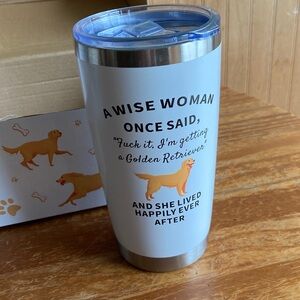 A WISE WOMAN
ONCE SAID,
"Fuck it, I'm getting
a Golden Retriever"
AND SHE LIVED
HAPPILY EVER
AFTER